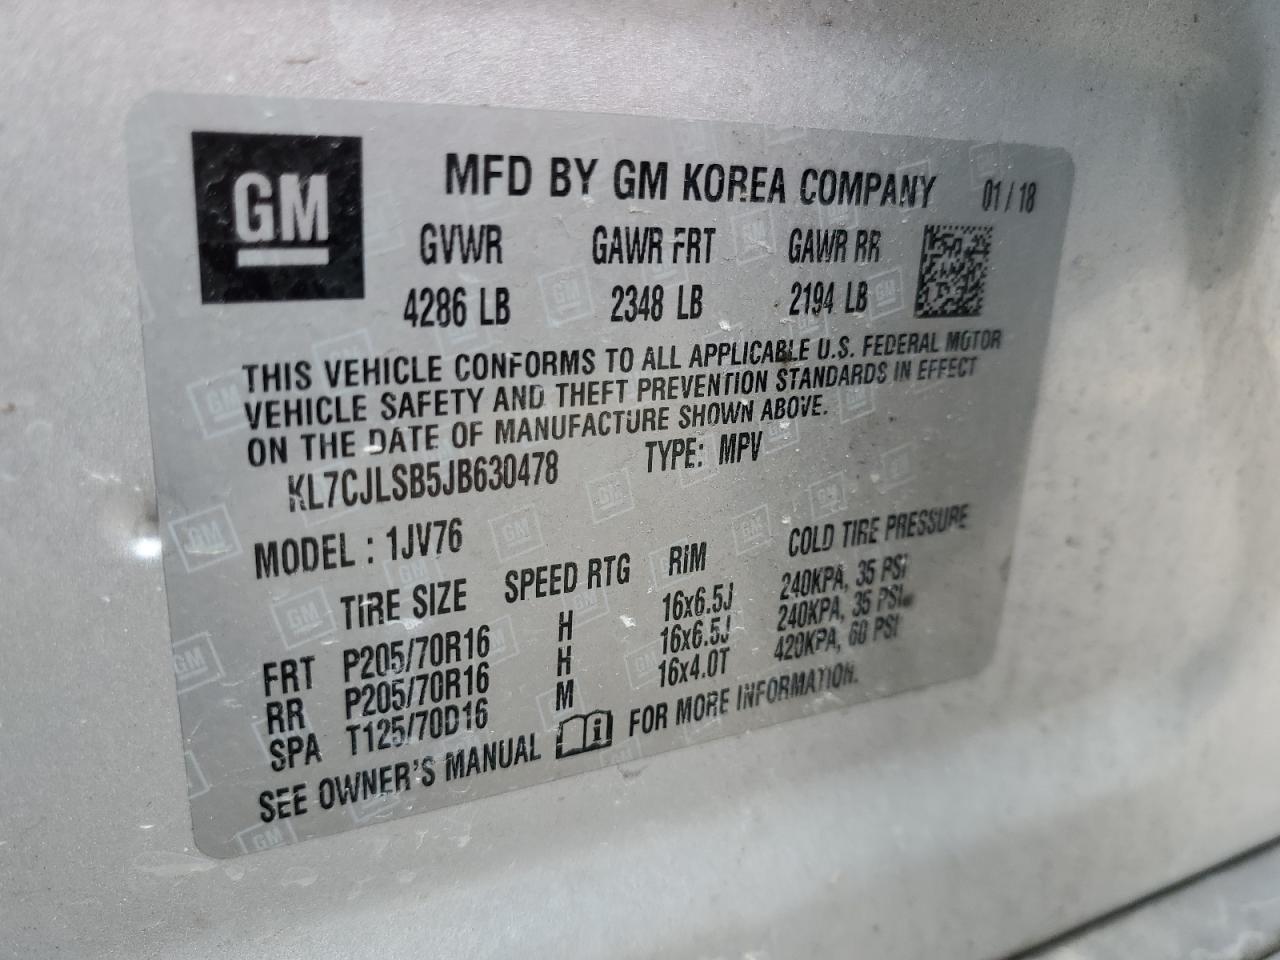 GM
MFD BY GM KOREA COMPANY 01/18
GVWR GAWR FRT GAWR RR
4286 LB 2348 LB 2194 LB
THIS VEHICLE CONFORMS TO ALL APPLICABLE U.S. FEDERAL MOTOR
VEHICLE SAFETY AND THEFT PREVENTION STANDARDS IN EFFECT
ON THE DATE OF MANUFACTURE SHOWN ABOVE.
KL7CJLSB5JB630478 TYPE: MPV
MODEL : 1JV76
TIRE SIZE SPEED RTG RIM COLD TIRE PRESSURE
FRT P205/70R16 H 16x6.5J 240KPA, 35 PSI
RR P205/70R16 H 16x6.5J 240KPA, 35 PSI
SPA T125/70D16 M 16x4.0T 420KPA, 60 PSI
SEE OWNER'S MANUAL i FOR MORE INFORMATION.